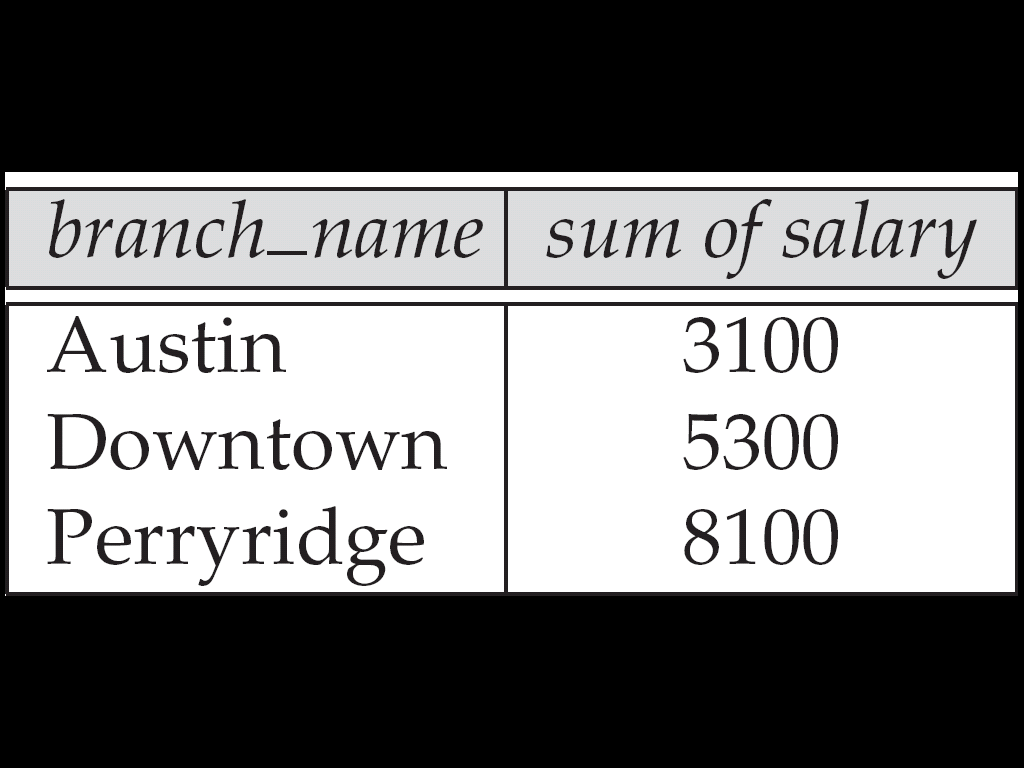 branch_name sum of salary
Austin 3100
Downtown 5300
Perryridge 8100